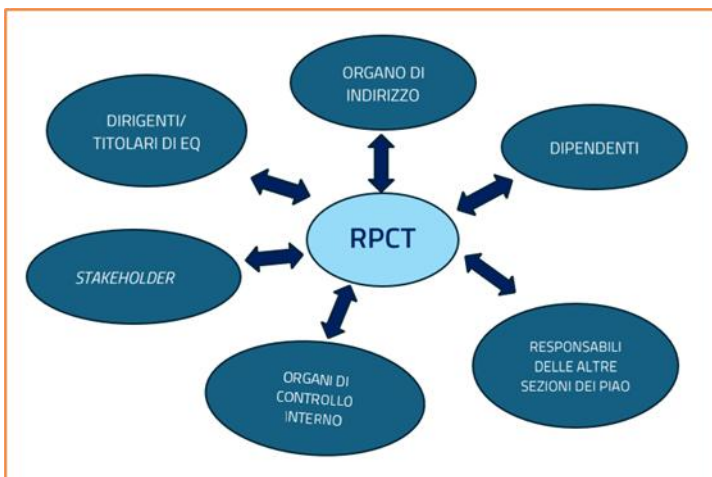 ORGANO DI
INDIRIZZO
DIRIGENTI/
TITOLARI DI EQ
DIPENDENTI
RPCT
STAKEHOLDER
RESPONSABILI
DELLE ALTRE
SEZIONI DEI PIAO
ORGANI DI
CONTROLLO
INTERNO